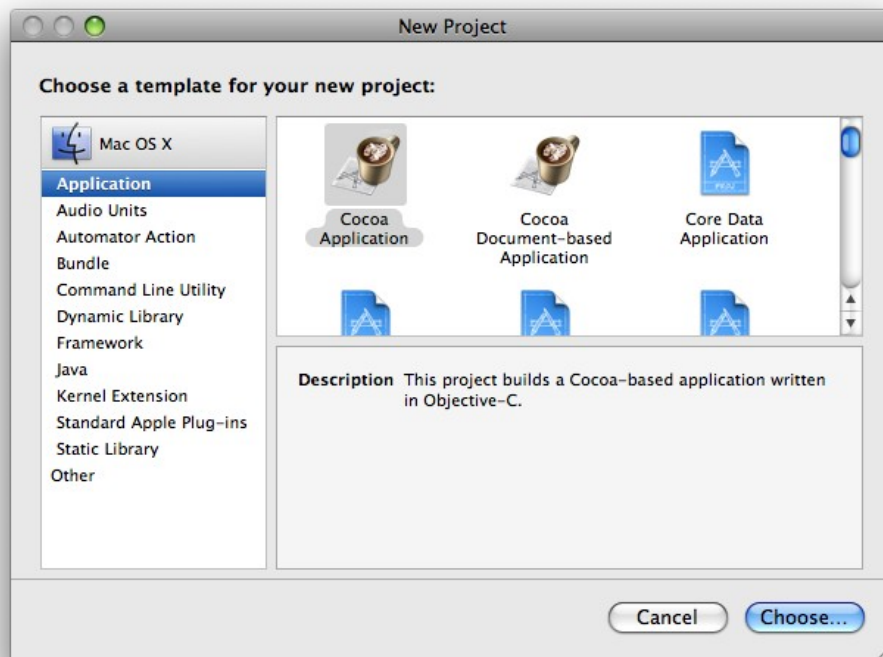 New Project
Choose a template for your new project:
Mac OS X
Application
Audio Units
Automator Action
Bundle
Command Line Utility
Dynamic Library
Framework
Java
Kernel Extension
Standard Apple Plug-ins
Static Library
Other
Cocoa
Application
Cocoa
Document-based
Application
Core Data
Application
Description This project builds a Cocoa-based application written
in Objective-C.
Cancel
Choose...